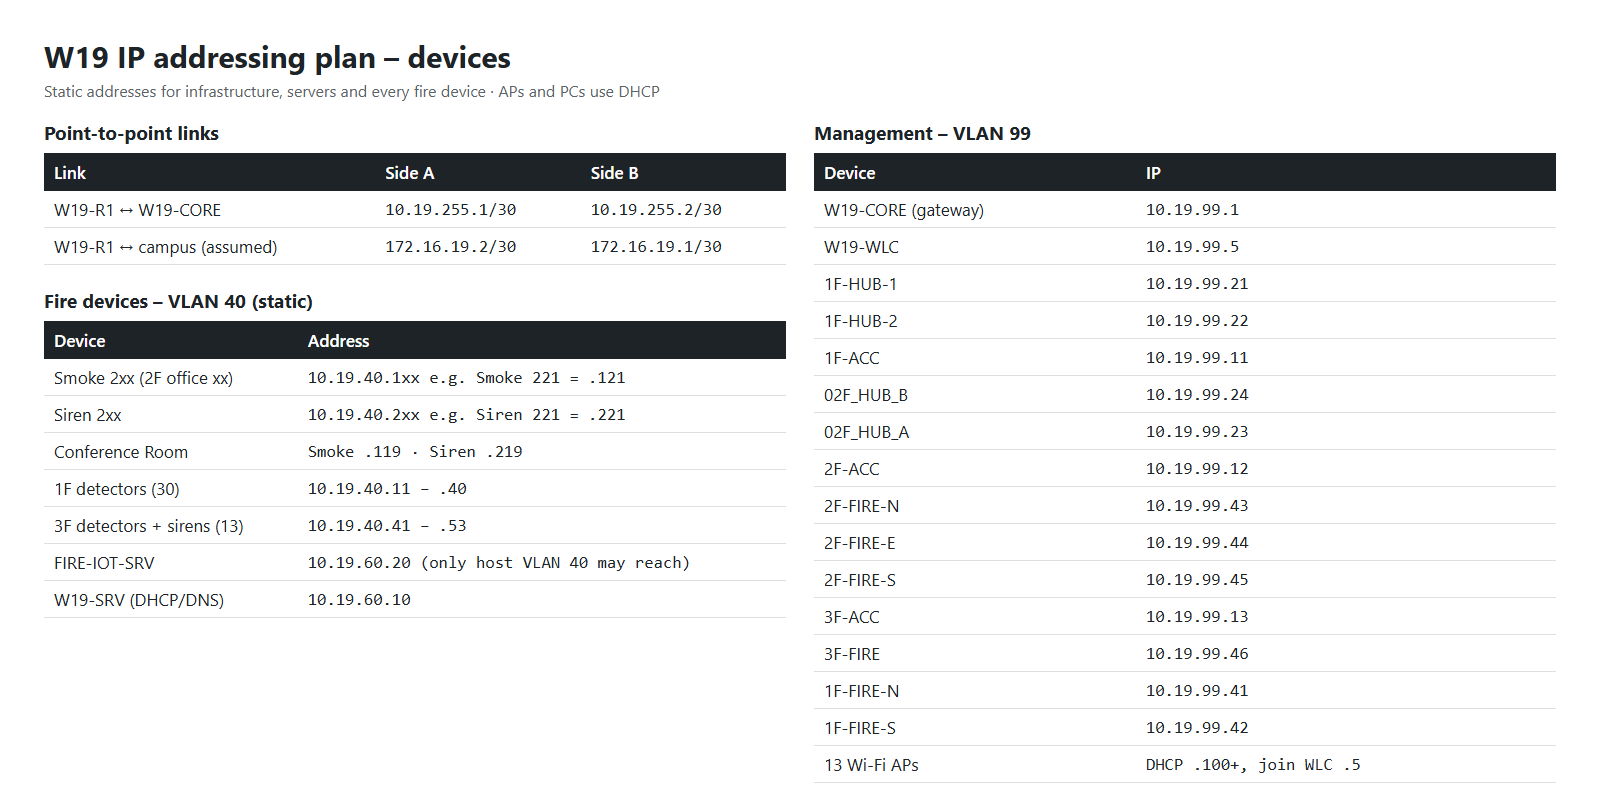 W19 IP addressing plan – devices
Static addresses for infrastructure, servers and every fire device · APs and PCs use DHCP
Point-to-point links
Link Side A Side B
W19-R1 ↔ W19-CORE 10.19.255.1/30 10.19.255.2/30
W19-R1 ↔ campus (assumed) 172.16.19.2/30 172.16.19.1/30
Fire devices – VLAN 40 (static)
Device Address
Smoke 2xx (2F office xx) 10.19.40.1xx e.g. Smoke 221 = .121
Siren 2xx 10.19.40.2xx e.g. Siren 221 = .221
Conference Room Smoke .119 · Siren .219
1F detectors (30) 10.19.40.11 – .40
3F detectors + sirens (13) 10.19.40.41 – .53
FIRE-IOT-SRV 10.19.60.20 (only host VLAN 40 may reach)
W19-SRV (DHCP/DNS) 10.19.60.10
Management – VLAN 99
Device IP
W19-CORE (gateway) 10.19.99.1
W19-WLC 10.19.99.5
1F-HUB-1 10.19.99.21
1F-HUB-2 10.19.99.22
1F-ACC 10.19.99.11
02F_HUB_B 10.19.99.24
02F_HUB_A 10.19.99.23
2F-ACC 10.19.99.12
2F-FIRE-N 10.19.99.43
2F-FIRE-E 10.19.99.44
2F-FIRE-S 10.19.99.45
3F-ACC 10.19.99.13
3F-FIRE 10.19.99.46
1F-FIRE-N 10.19.99.41
1F-FIRE-S 10.19.99.42
13 Wi-Fi APs DHCP .100+, join WLC .5